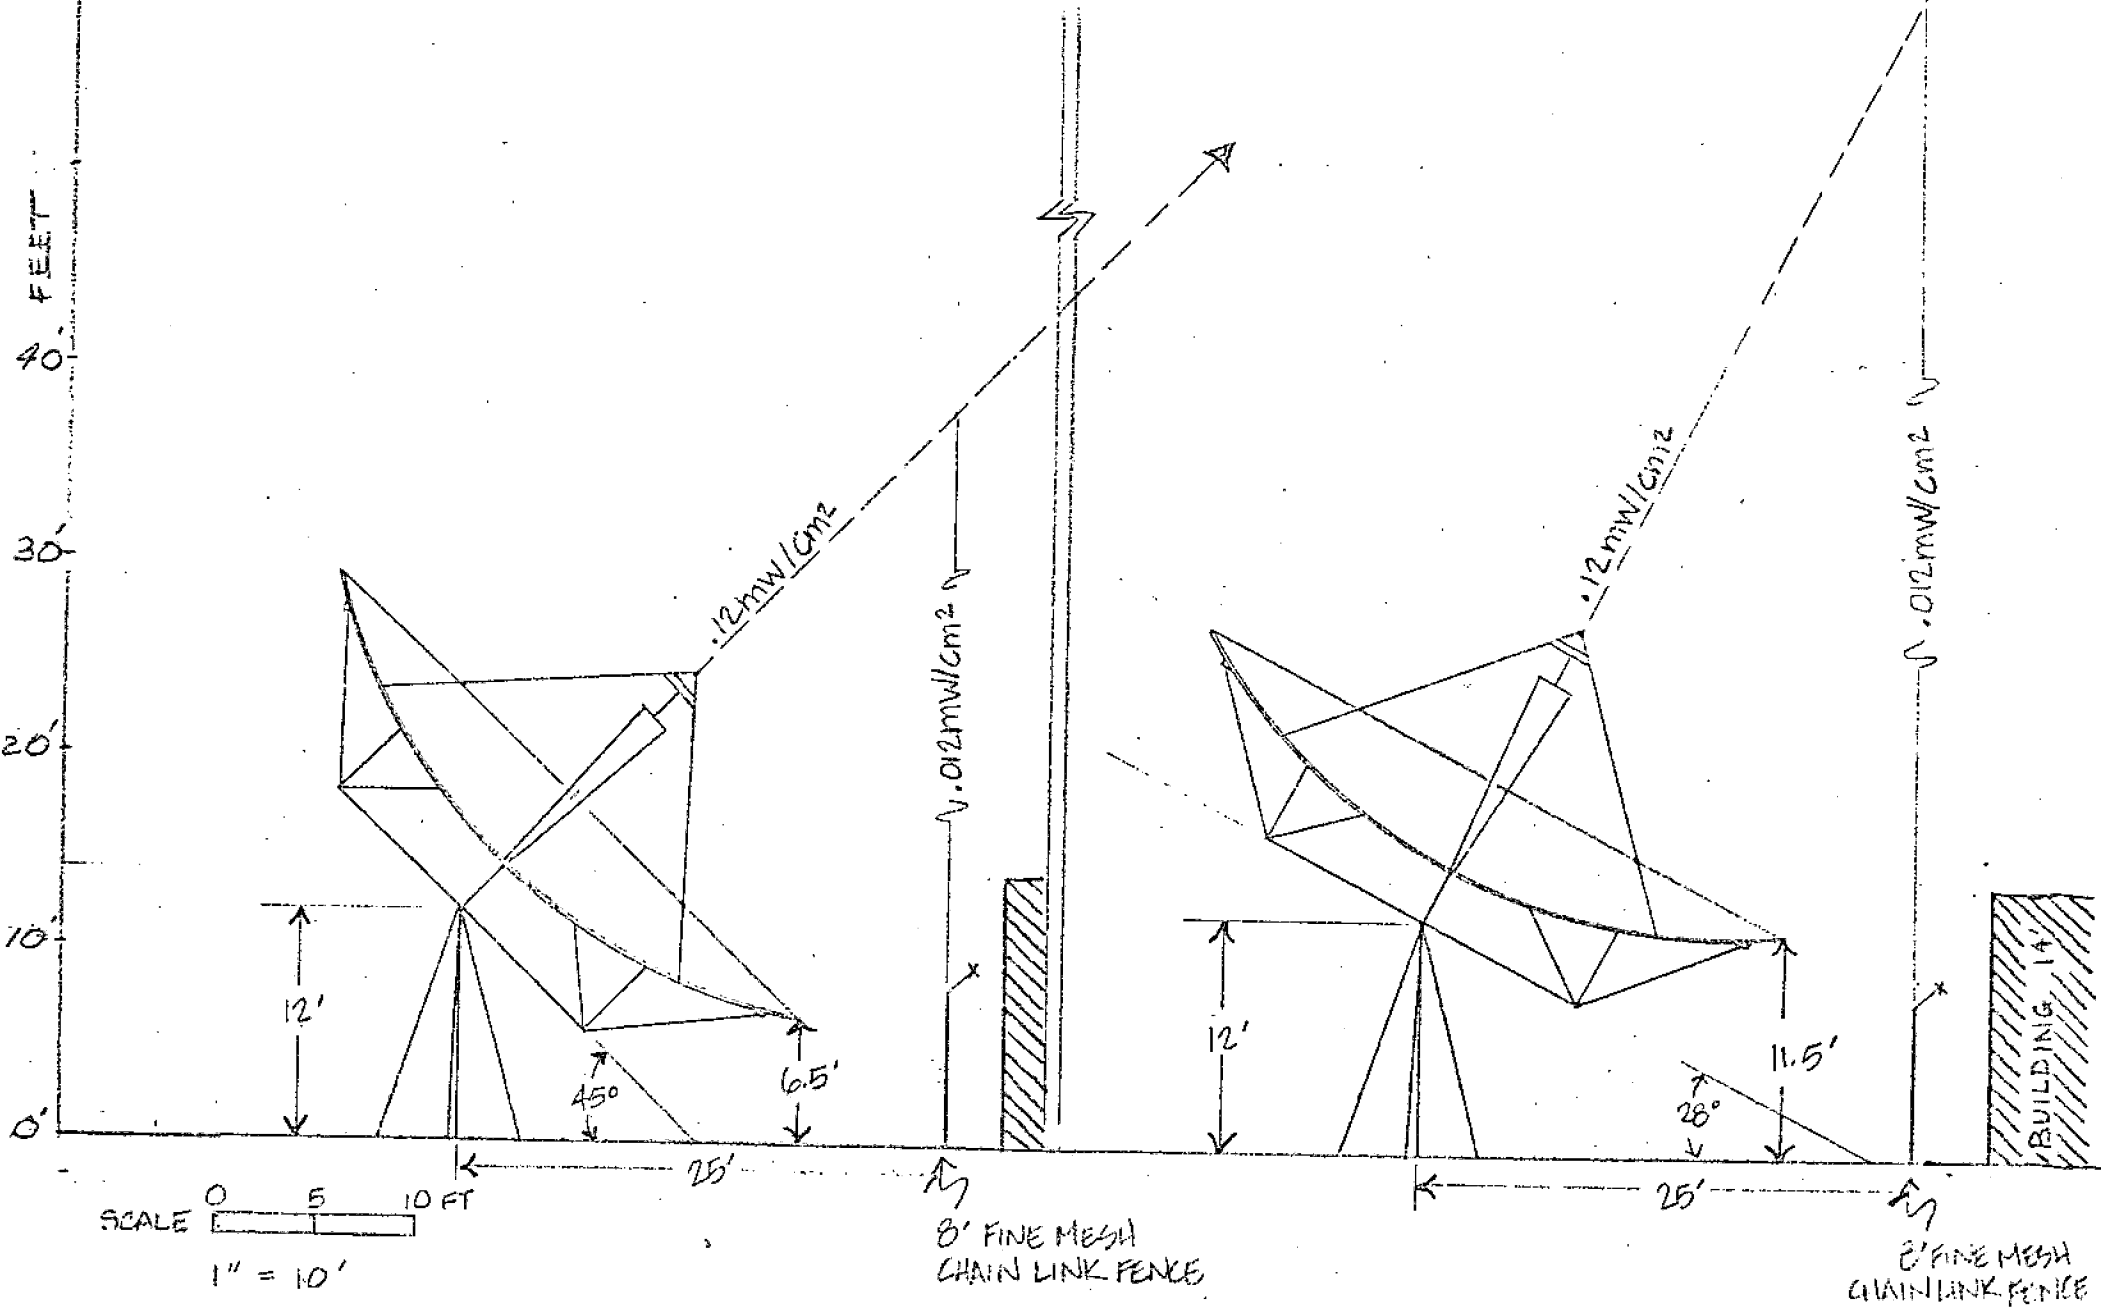 FEET
40'
30'
20'
10'
0'
.12mW/cm2
.012mW/cm2
12'
45°
6.5'
25'
8' FINE MESH
CHAIN LINK FENCE
SCALE 0 5 10 FT
1" = 10'
.12mW/cm2
.012mW/cm2
12'
28°
11.5'
BUILDING 14'
25'
8' FINE MESH
CHAIN LINK FENCE